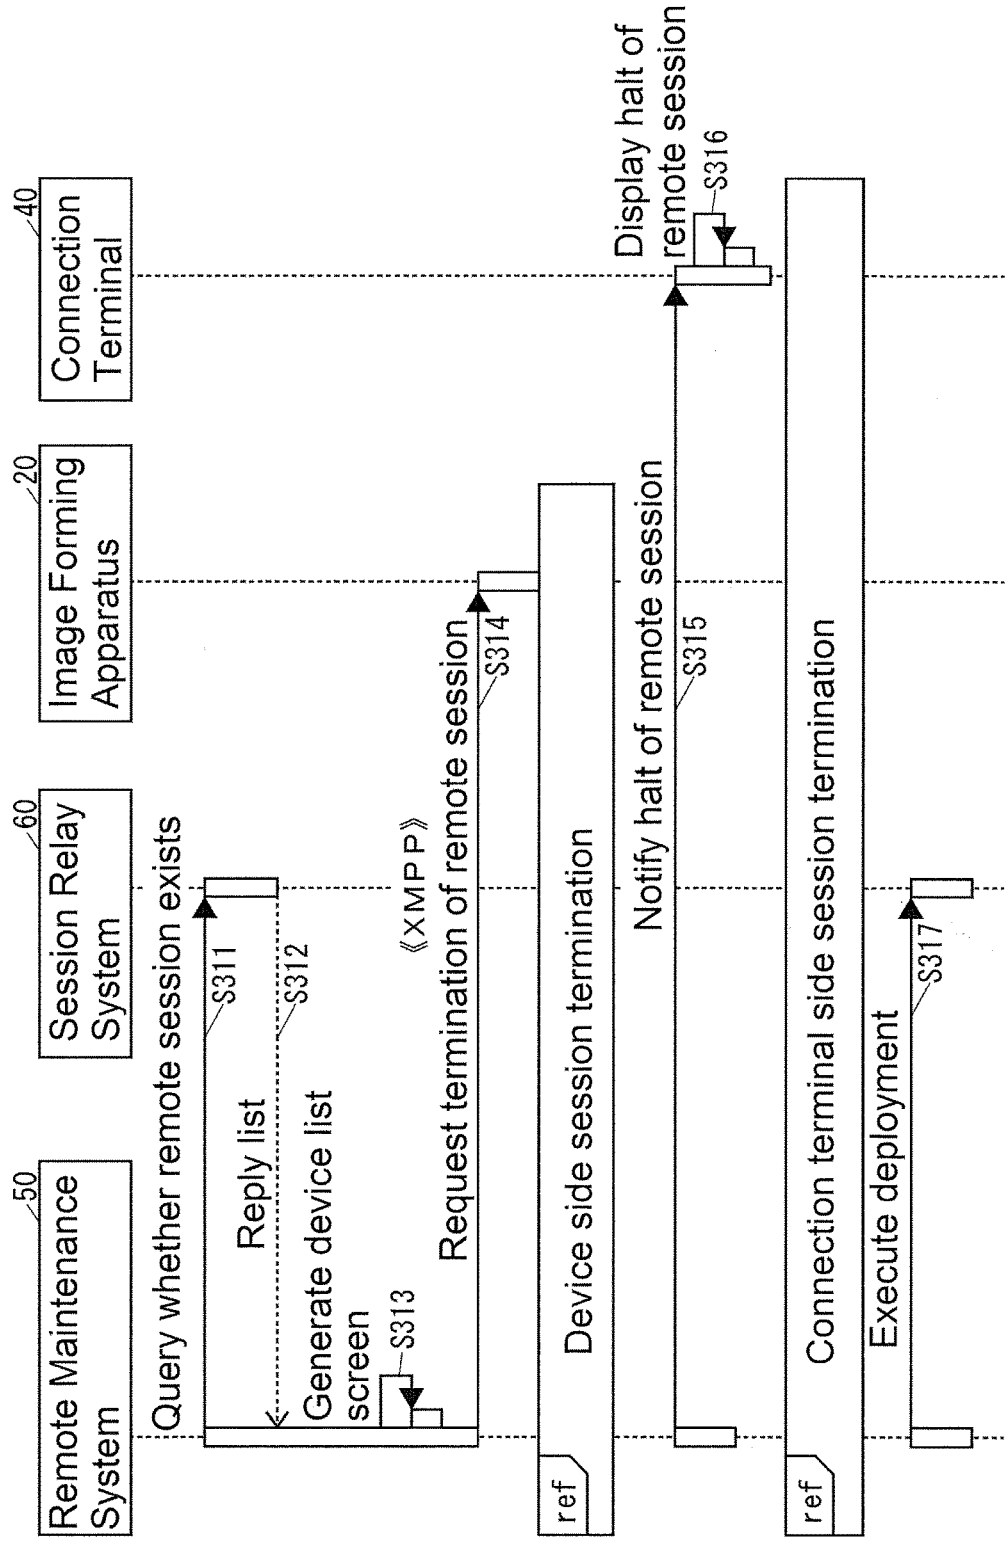 50
Remote Maintenance
System
60
Session Relay
System
20
Image Forming
Apparatus
40
Connection
Terminal
Query whether remote session exists
S311
Reply list
S312
Generate device list
screen
S313
《XMPP》
Request termination of remote session
S314
ref
Device side session termination
Notify halt of remote session
S315
Display halt of
remote session
S316
ref
Connection terminal side session termination
Execute deployment
S317